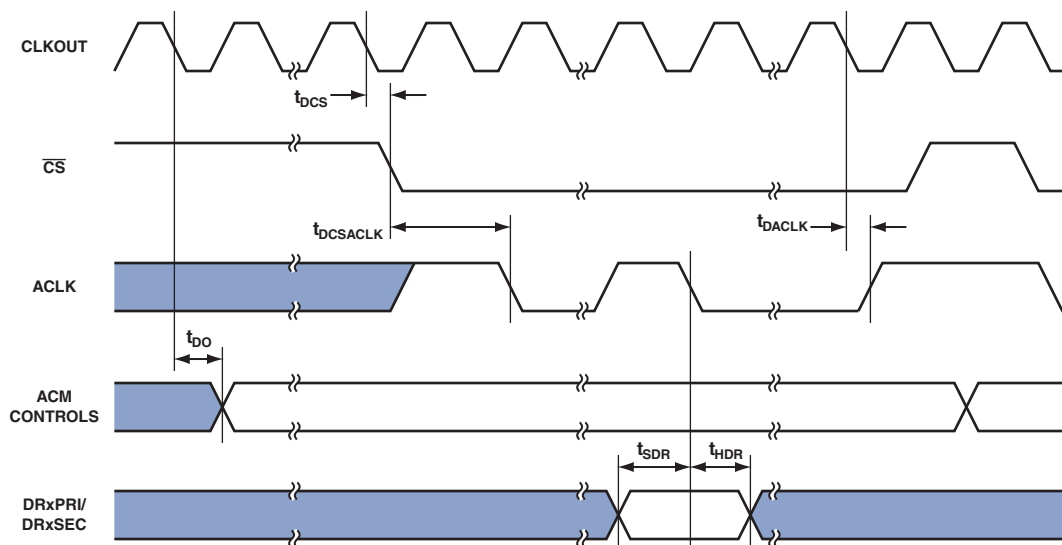 CLKOUT
tDCS
CS
tDCSACLK
tDACLK
ACLK
tDO
ACM
CONTROLS
tSDR
tHDR
DRxPRI/
DRxSEC